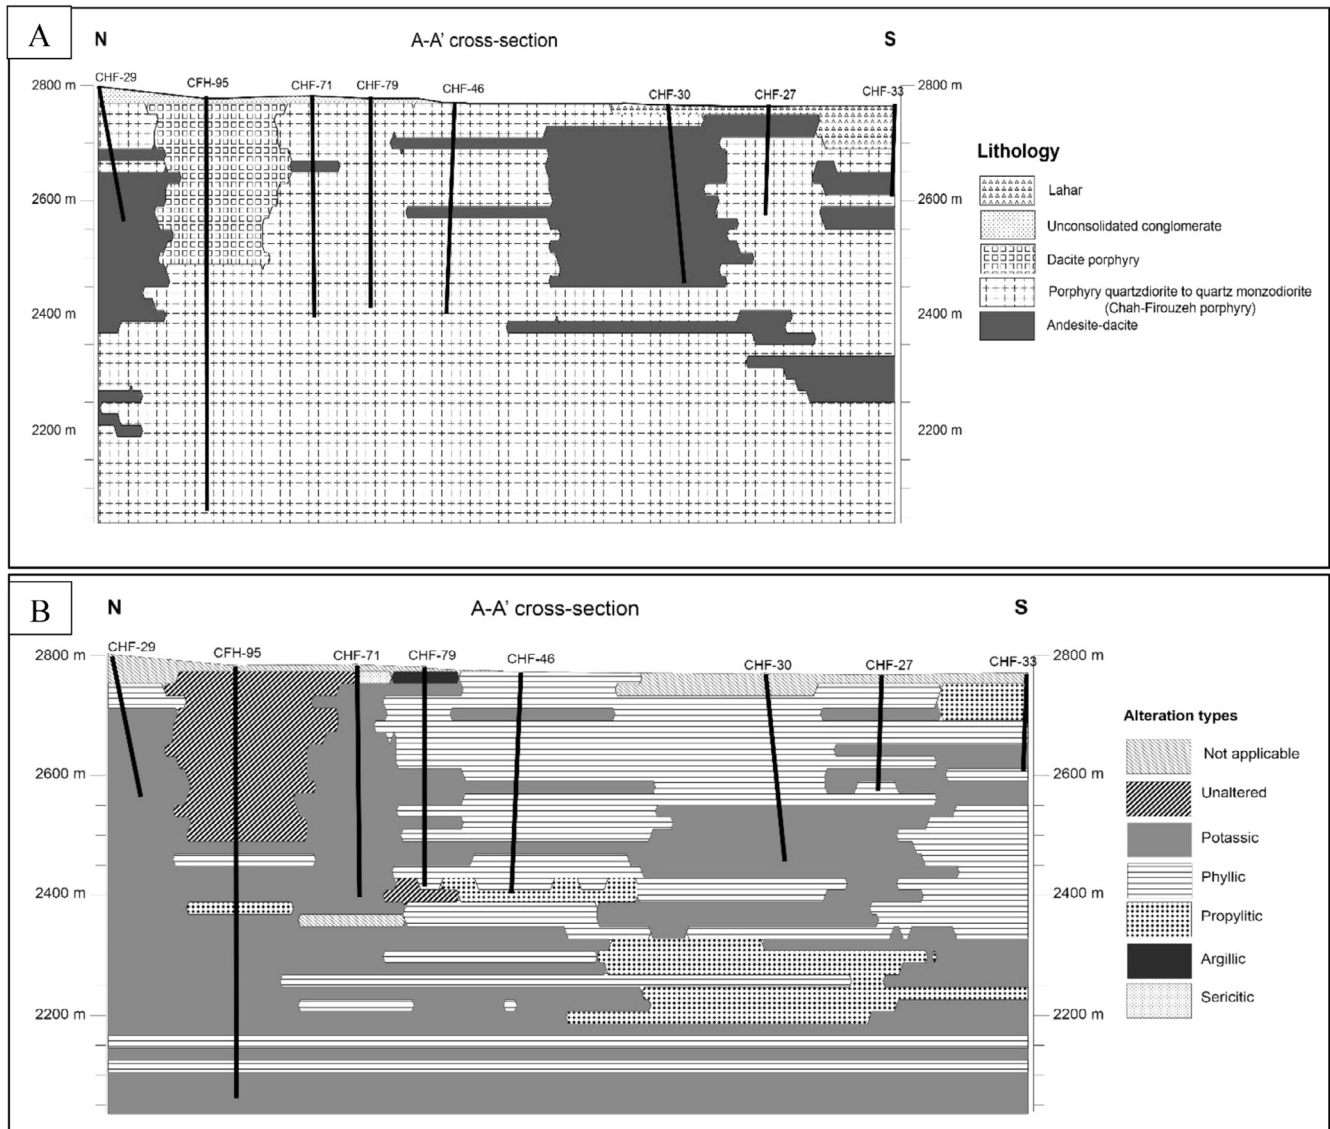 A
N
A-A' cross-section
S
CHF-29
CFH-95
CHF-71
CHF-79
CHF-46
CHF-30
CHF-27
CHF-33
2800 m
2800 m
2600 m
2600 m
2400 m
2400 m
2200 m
2200 m
Lithology
Lahar
Unconsolidated conglomerate
Dacite porphyry
Porphyry quartzdiorite to quartz monzodiorite
(Chah-Firouzeh porphyry)
Andesite-dacite
B
N
A-A' cross-section
S
CHF-29
CFH-95
CHF-71
CHF-79
CHF-46
CHF-30
CHF-27
CHF-33
2800 m
2800 m
2600 m
2600 m
2400 m
2400 m
2200 m
2200 m
Alteration types
Not applicable
Unaltered
Potassic
Phyllic
Propylitic
Argillic
Sericitic